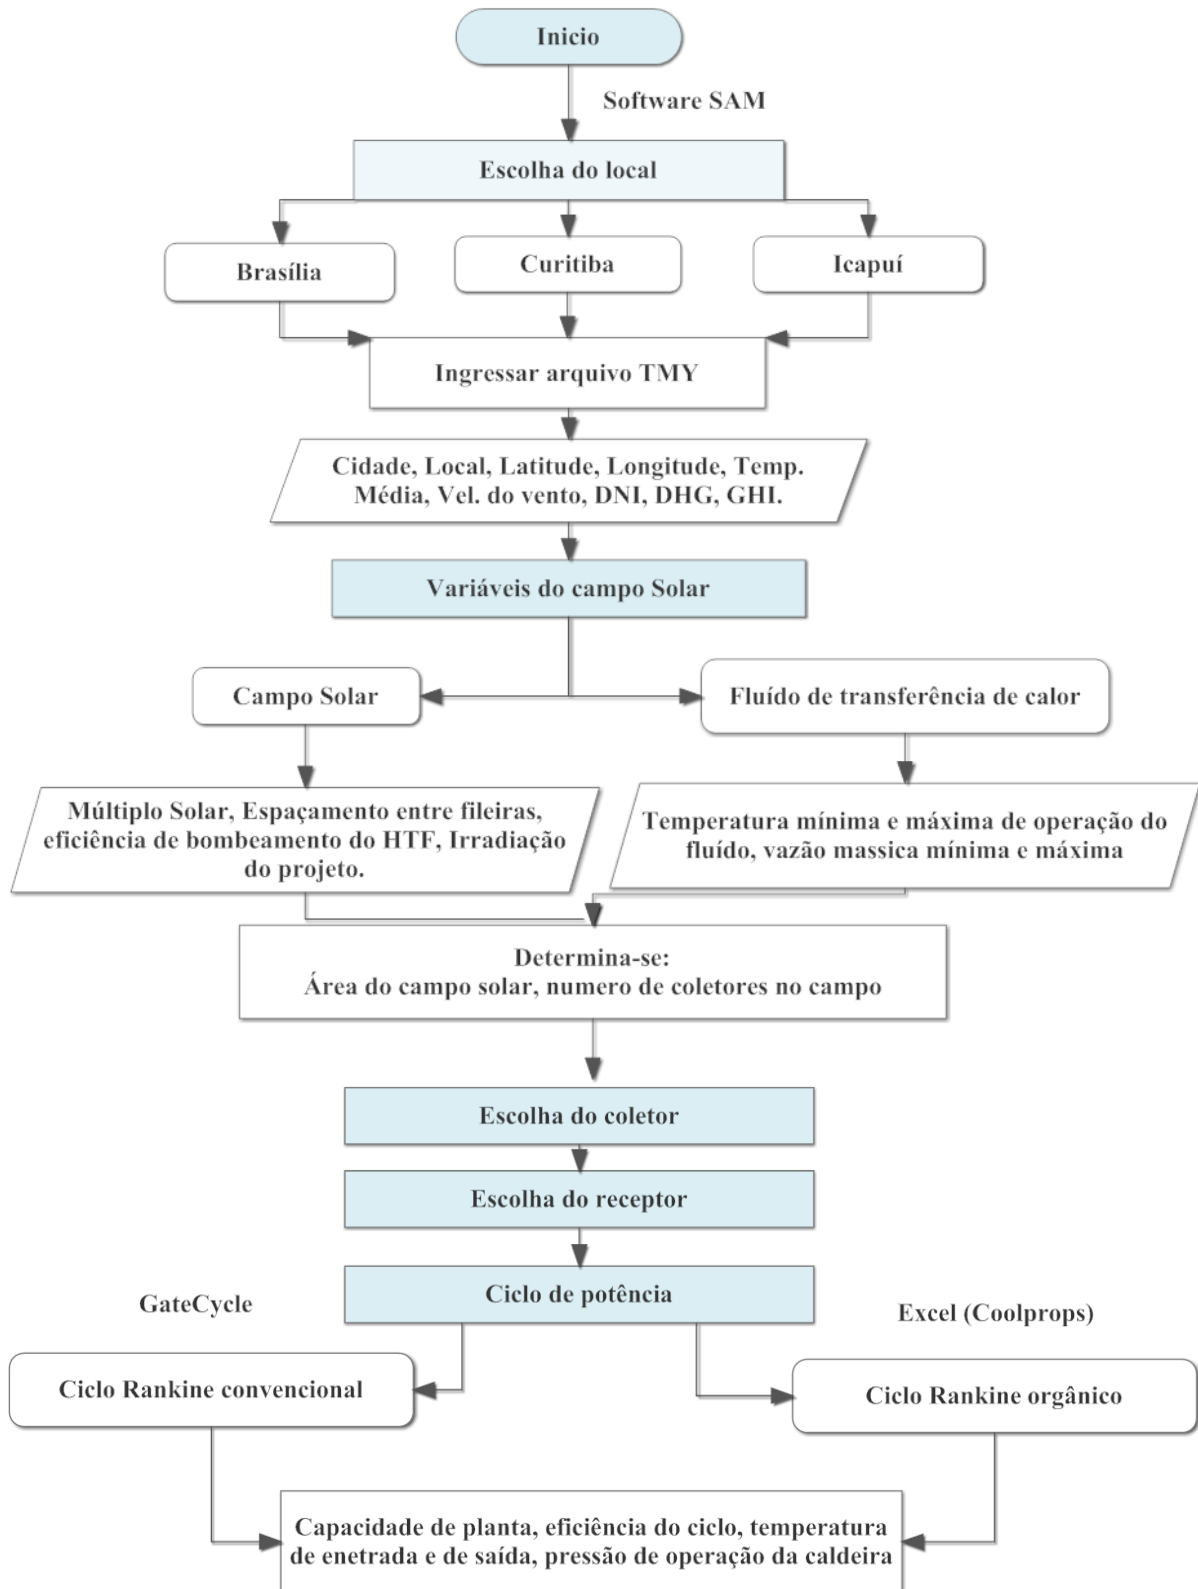 Inicio
Software SAM
Escolha do local
Brasília
Curitiba
Icapuí
Ingressar arquivo TMY
Cidade, Local, Latitude, Longitude, Temp.
Média, Vel. do vento, DNI, DHG, GHI.
Variáveis do campo Solar
Campo Solar
Fluído de transferência de calor
Múltiplo Solar, Espaçamento entre fileiras,
eficiência de bombeamento do HTF, Irradiação
do projeto.
Temperatura mínima e máxima de operação do
fluído, vazão massica mínima e máxima
Determina-se:
Área do campo solar, numero de coletores no campo
Escolha do coletor
Escolha do receptor
Ciclo de potência
GateCycle
Excel (Coolprops)
Ciclo Rankine convencional
Ciclo Rankine orgânico
Capacidade de planta, eficiência do ciclo, temperatura
de enetrada e de saída, pressão de operação da caldeira